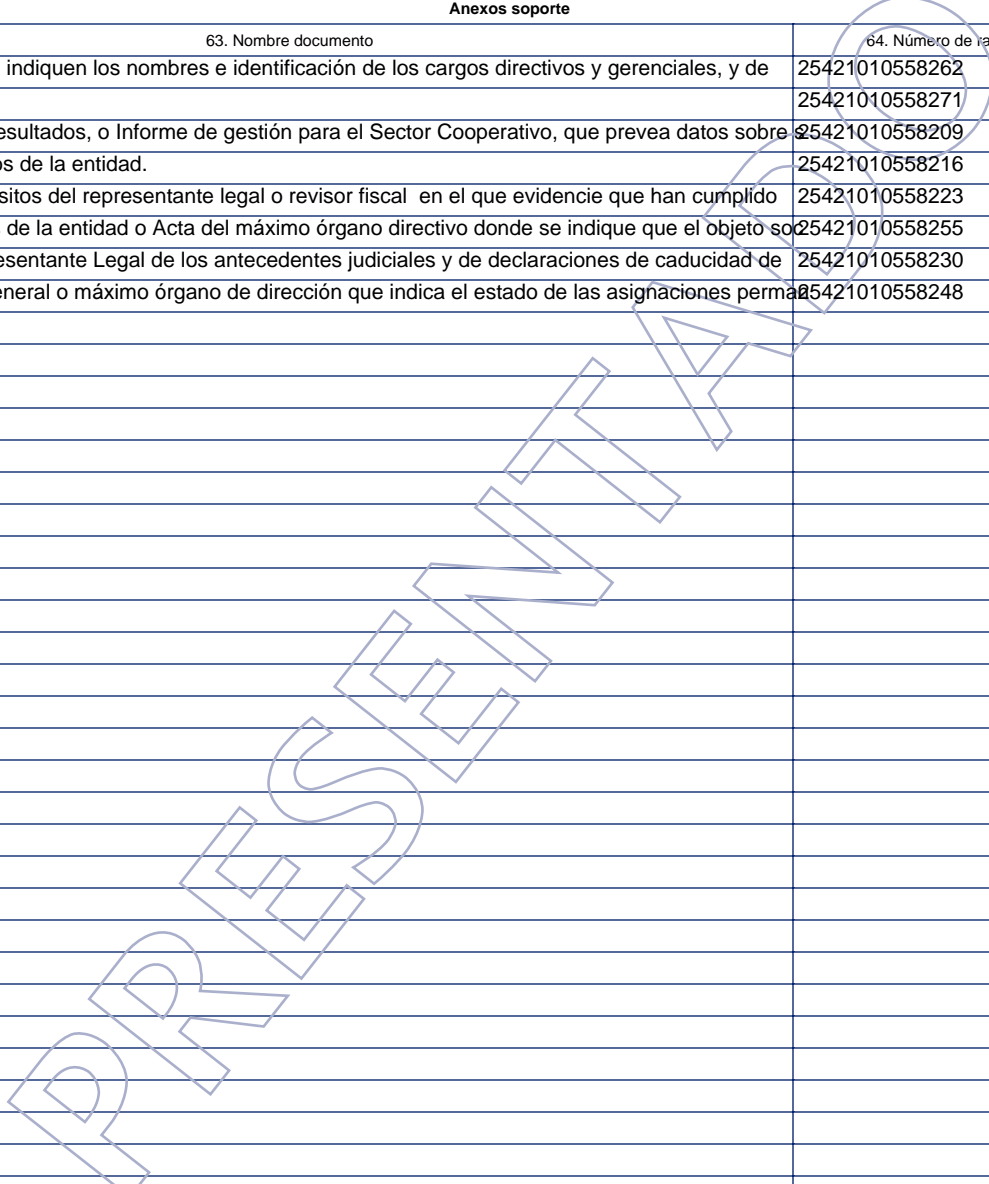 Anexos soporte
63. Nombre documento 64. Número de ra
indiquen los nombres e identificación de los cargos directivos y gerenciales, y de 25421010558262
25421010558271
esultados, o Informe de gestión para el Sector Cooperativo, que prevea datos sobre s 25421010558209
os de la entidad. 25421010558216
sitos del representante legal o revisor fiscal en el que evidencie que han cumplido 25421010558223
de la entidad o Acta del máximo órgano directivo donde se indique que el objeto soc 25421010558255
esentante Legal de los antecedentes judiciales y de declaraciones de caducidad de 25421010558230
eneral o máximo órgano de dirección que indica el estado de las asignaciones perman 25421010558248
PRESENTADO